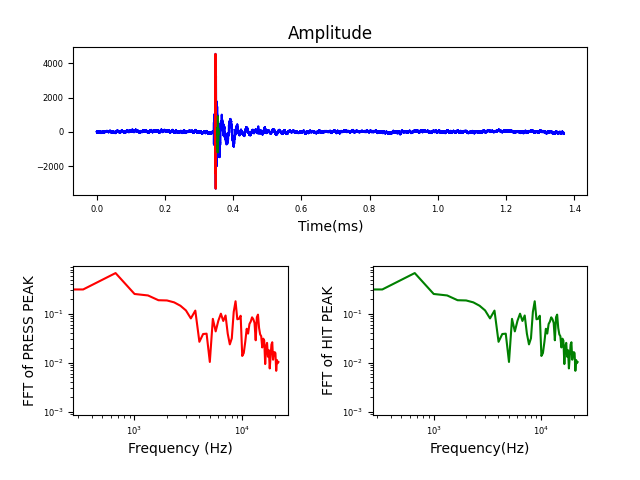 Amplitude
4000
2000
0
−2000
0.0 0.2 0.4 0.6 0.8 1.0 1.2 1.4
Time(ms)
FFT of PRESS PEAK
10⁻¹
10⁻²
10⁻³
10³ 10⁴
Frequency (Hz)
FFT of HIT PEAK
10⁻¹
10⁻²
10⁻³
10³ 10⁴
Frequency(Hz)